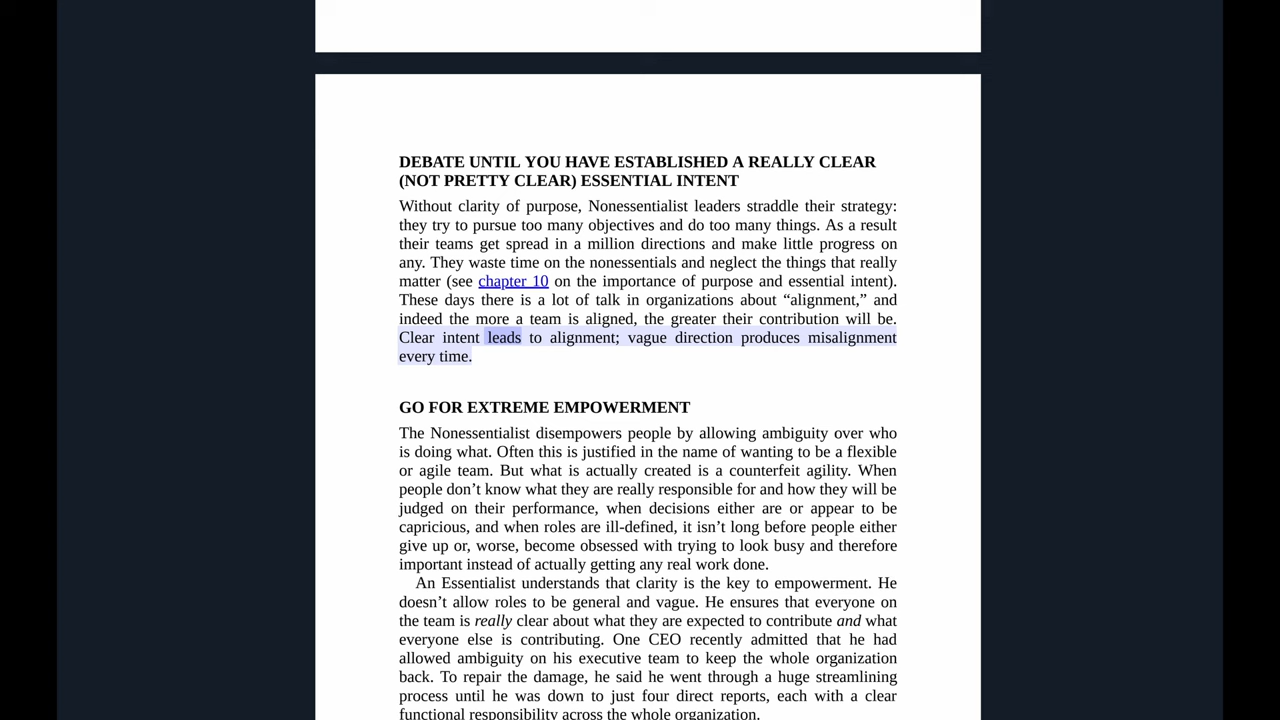 DEBATE UNTIL YOU HAVE ESTABLISHED A REALLY CLEAR
(NOT PRETTY CLEAR) ESSENTIAL INTENT
Without clarity of purpose, Nonessentialist leaders straddle their strategy:
they try to pursue too many objectives and do too many things. As a result
their teams get spread in a million directions and make little progress on
any. They waste time on the nonessentials and neglect the things that really
matter (see chapter 10 on the importance of purpose and essential intent).
These days there is a lot of talk in organizations about “alignment,” and
indeed the more a team is aligned, the greater their contribution will be.
Clear intent leads to alignment; vague direction produces misalignment
every time.
GO FOR EXTREME EMPOWERMENT
The Nonessentialist disempowers people by allowing ambiguity over who
is doing what. Often this is justified in the name of wanting to be a flexible
or agile team. But what is actually created is a counterfeit agility. When
people don’t know what they are really responsible for and how they will be
judged on their performance, when decisions either are or appear to be
capricious, and when roles are ill-defined, it isn’t long before people either
give up or, worse, become obsessed with trying to look busy and therefore
important instead of actually getting any real work done.
An Essentialist understands that clarity is the key to empowerment. He
doesn’t allow roles to be general and vague. He ensures that everyone on
the team is really clear about what they are expected to contribute and what
everyone else is contributing. One CEO recently admitted that he had
allowed ambiguity on his executive team to keep the whole organization
back. To repair the damage, he said he went through a huge streamlining
process until he was down to just four direct reports, each with a clear
functional responsibility across the whole organization.